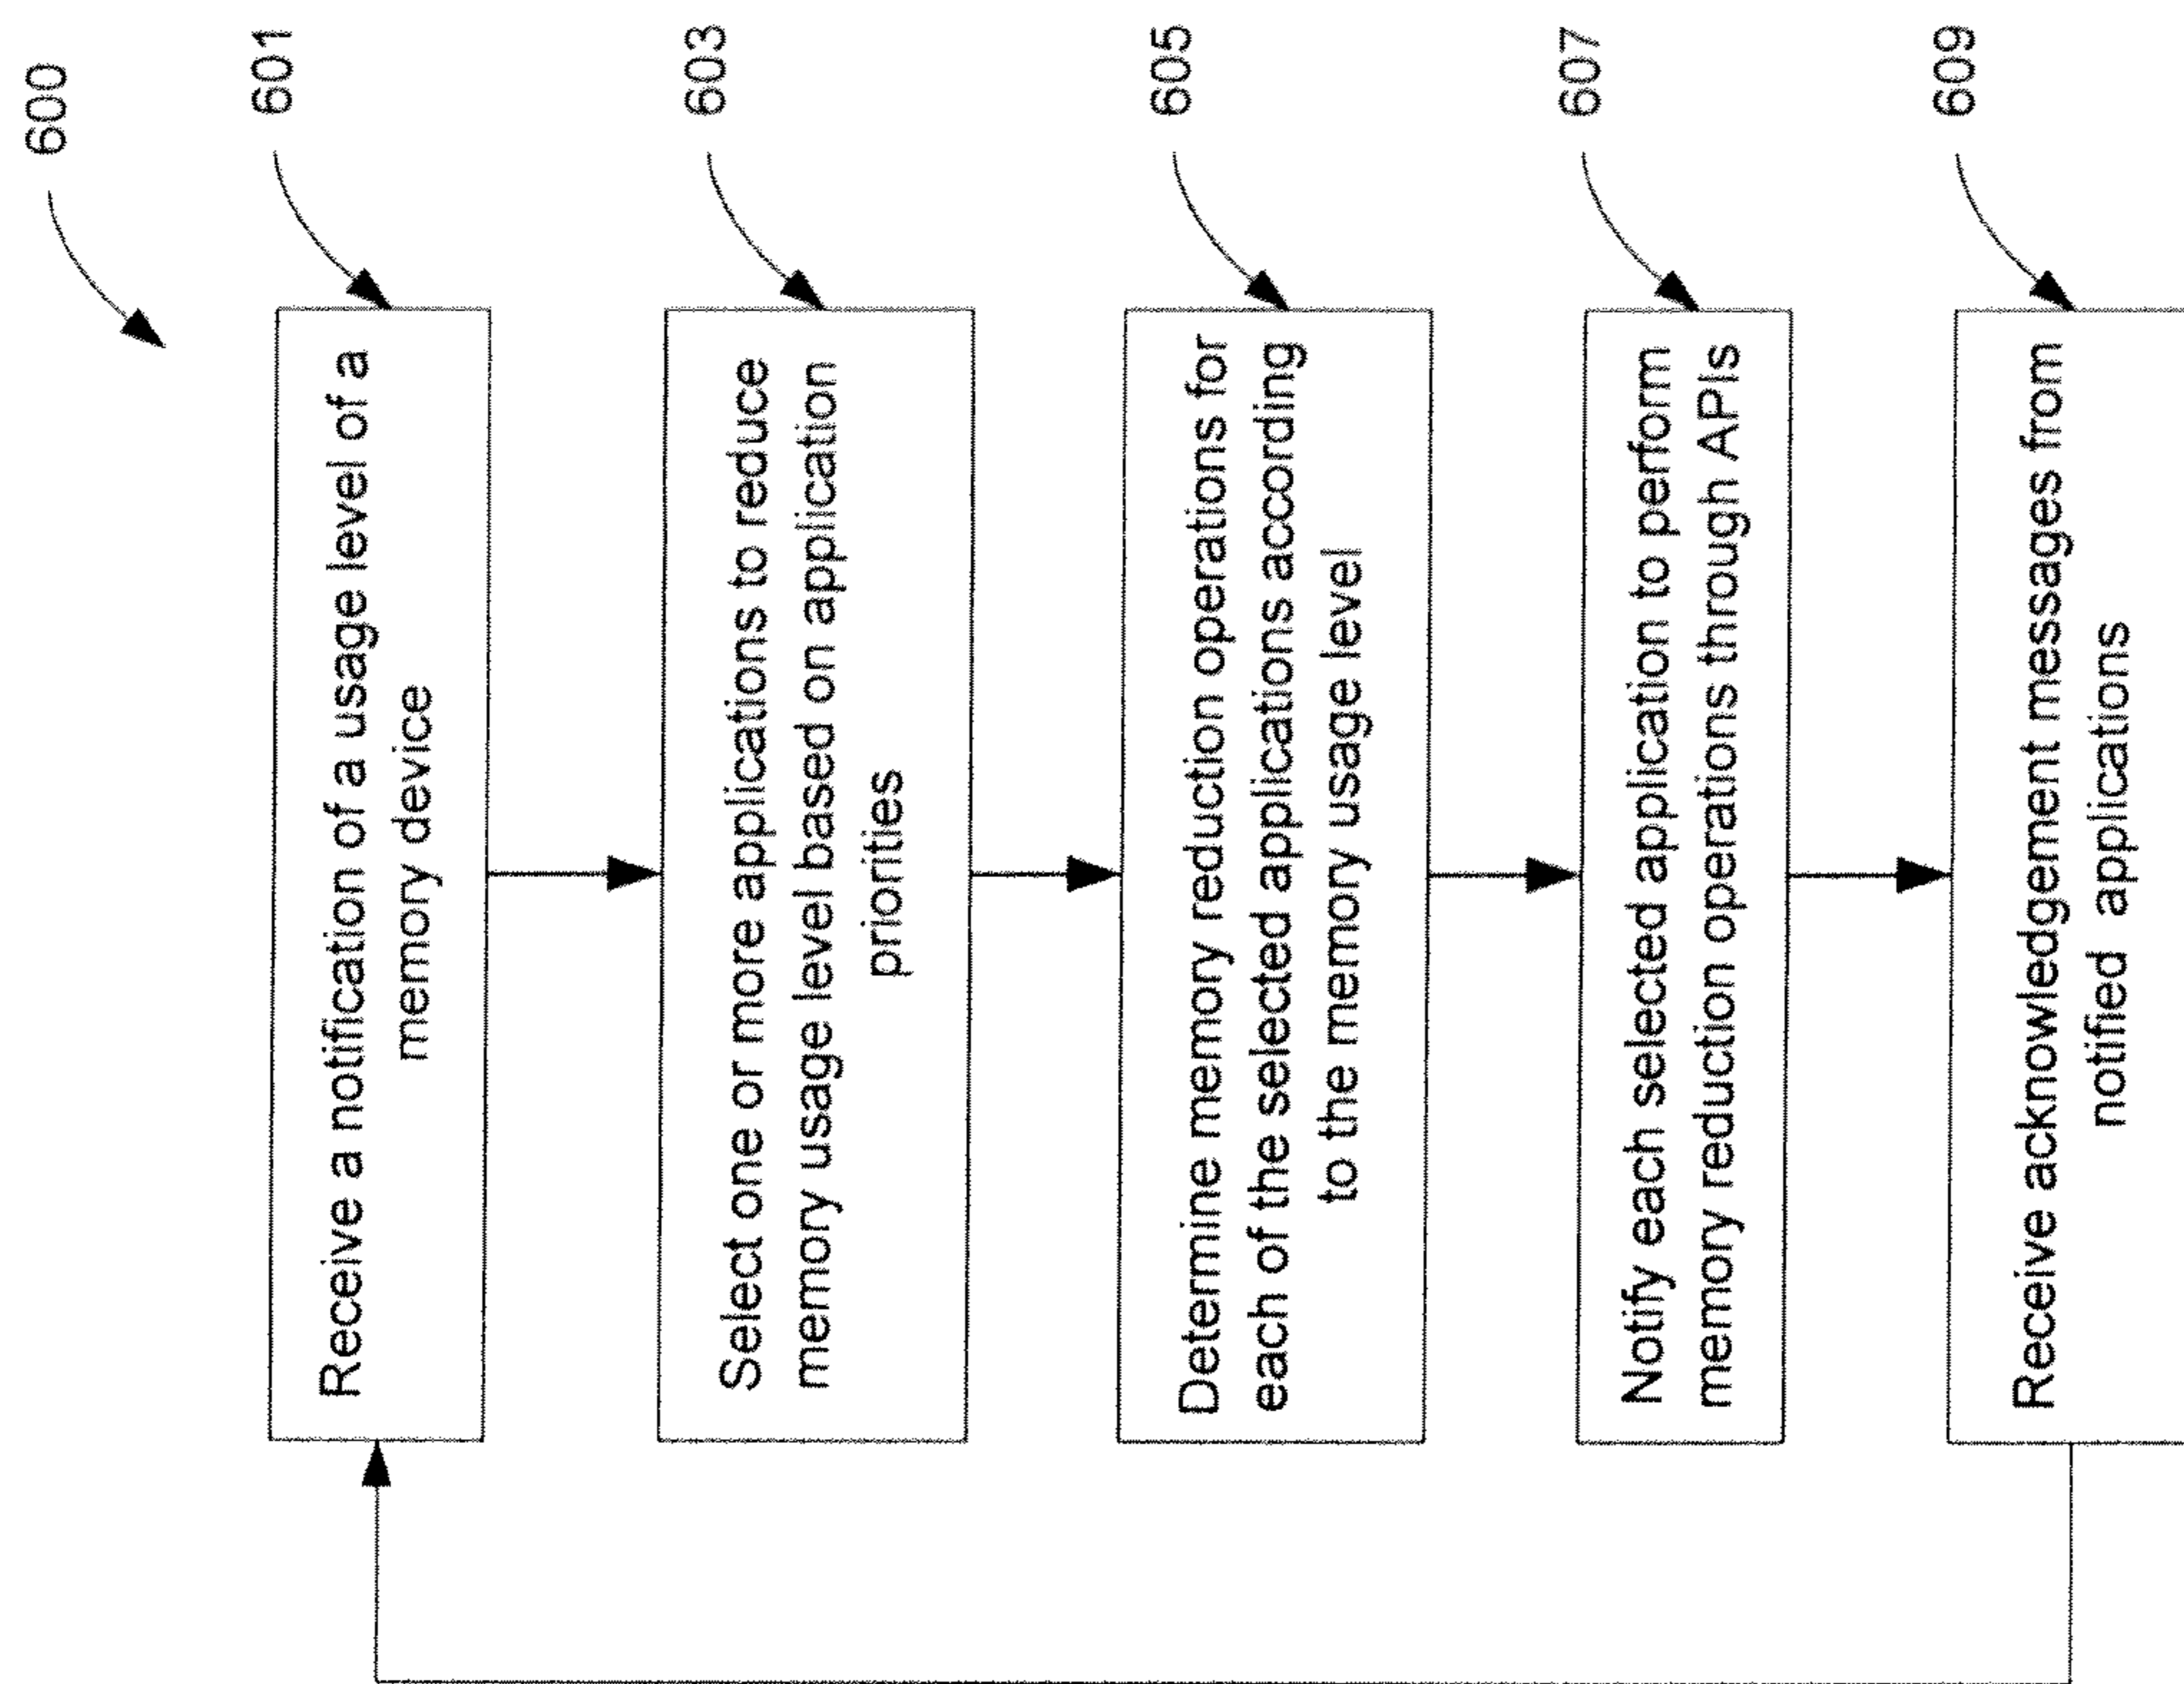 600
601
Receive a notification of a usage level of a
memory device
603
Select one or more applications to reduce
memory usage level based on application
priorities
605
Determine memory reduction operations for
each of the selected applications according
to the memory usage level
607
Notify each selected application to perform
memory reduction operations through APIs
609
Receive acknowledgement messages from
notified applications